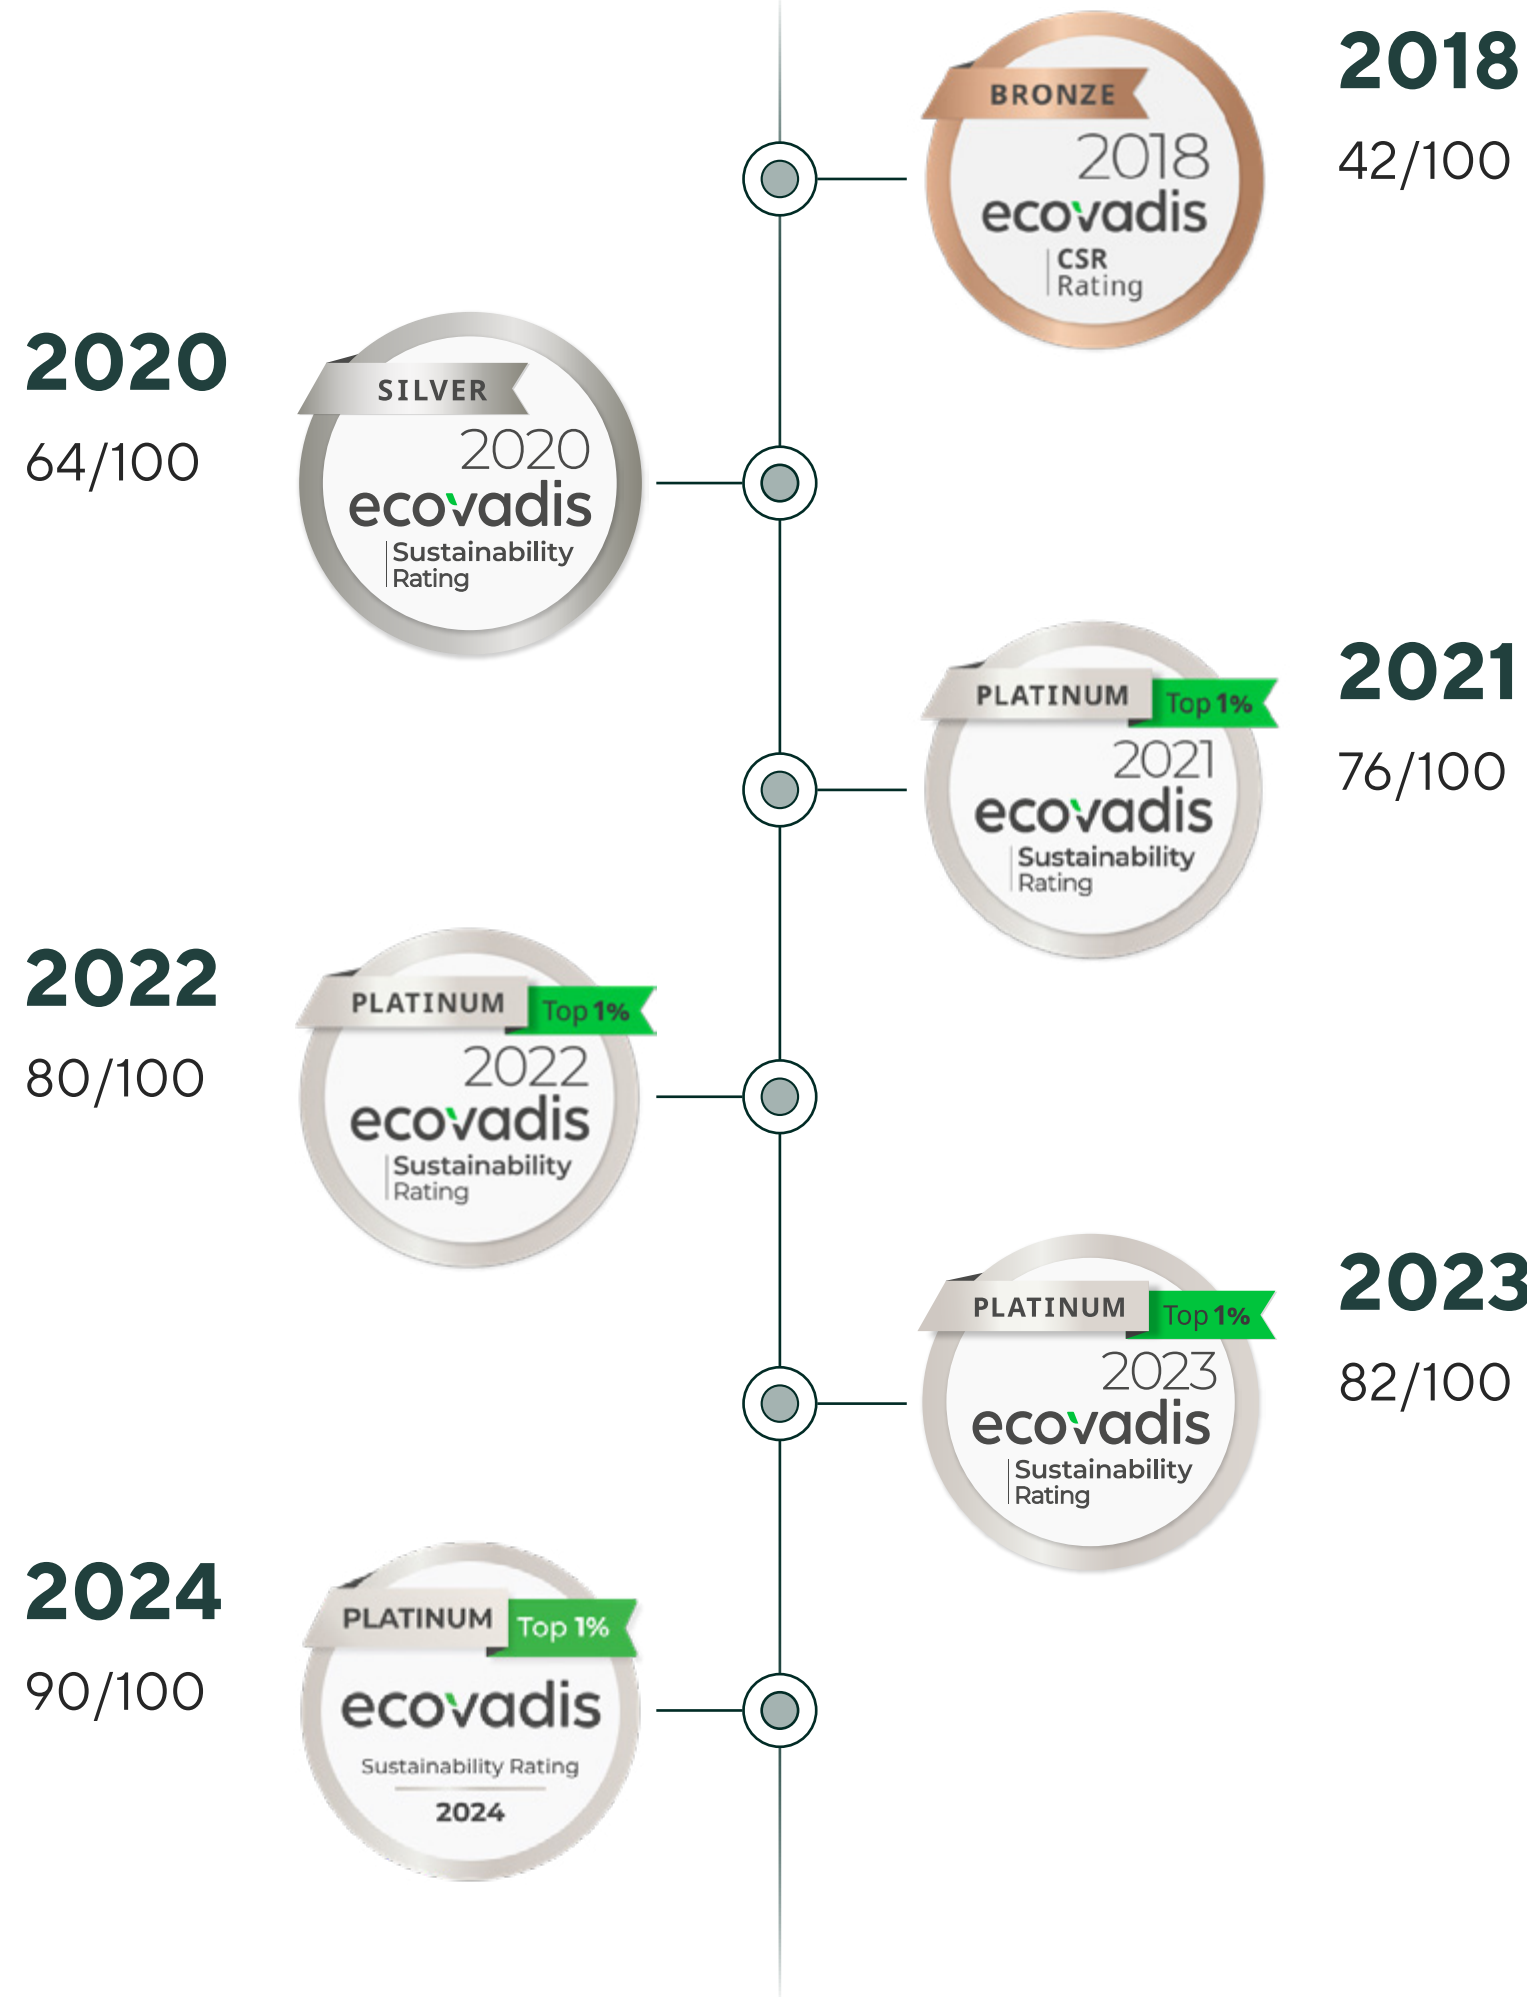 2018
42/100
BRONZE
2018
ecovadis
CSR
Rating
2020
64/100
SILVER
2020
ecovadis
Sustainability
Rating
2021
76/100
PLATINUM
Top 1%
2021
ecovadis
Sustainability
Rating
2022
80/100
PLATINUM
Top 1%
2022
ecovadis
Sustainability
Rating
2023
82/100
PLATINUM
Top 1%
2023
ecovadis
Sustainability
Rating
2024
90/100
PLATINUM
Top 1%
ecovadis
Sustainability Rating
2024